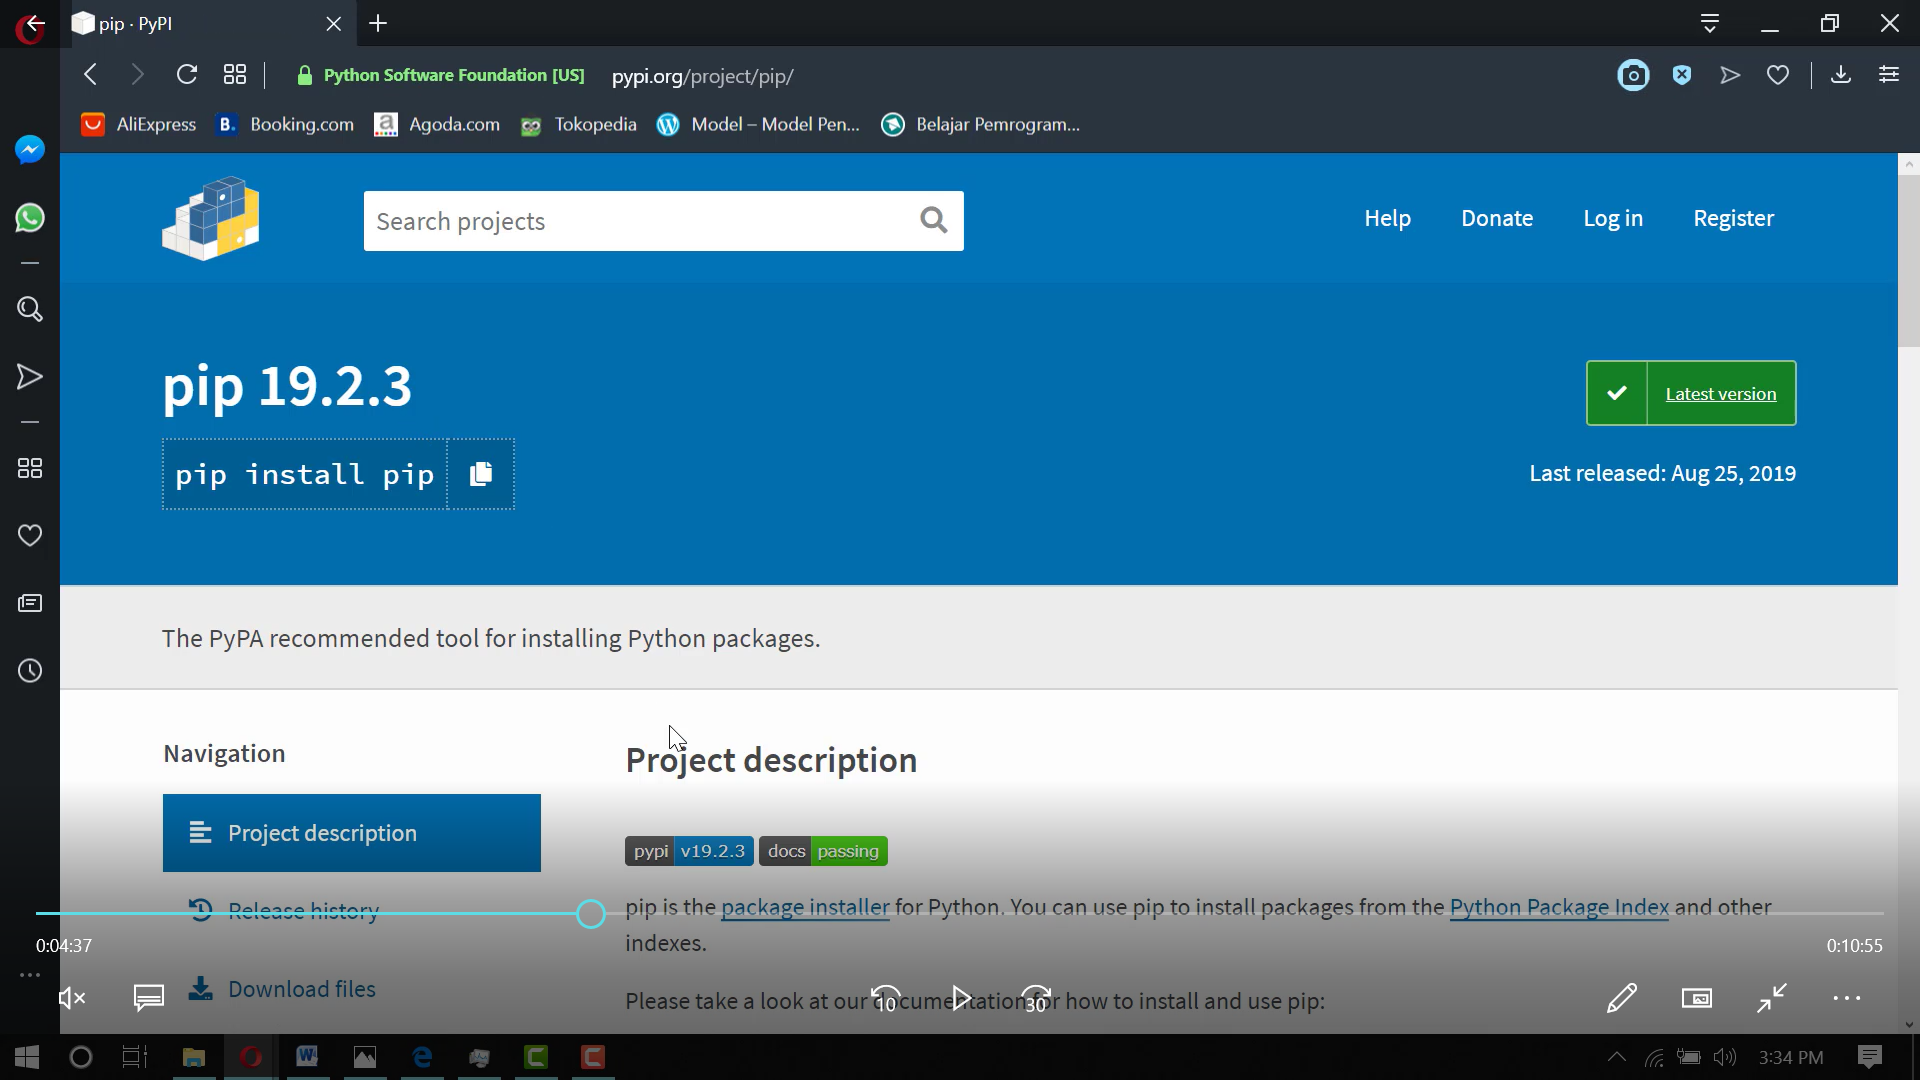 pip · PyPI
Python Software Foundation [US] pypi.org/project/pip/
AliExpress B. Booking.com a Agoda.com Tokopedia Model – Model Pen... Belajar Pemrogram...
Search projects
Help Donate Log in Register
pip 19.2.3
Latest version
pip install pip
Last released: Aug 25, 2019
The PyPA recommended tool for installing Python packages.
Navigation
Project description
Project description
pypi v19.2.3 docs passing
Release history
pip is the package installer for Python. You can use pip to install packages from the Python Package Index and other
indexes.
0:04:37 0:10:55
Download files
Please take a look at our documentation for how to install and use pip:
10 30
3:34 PM